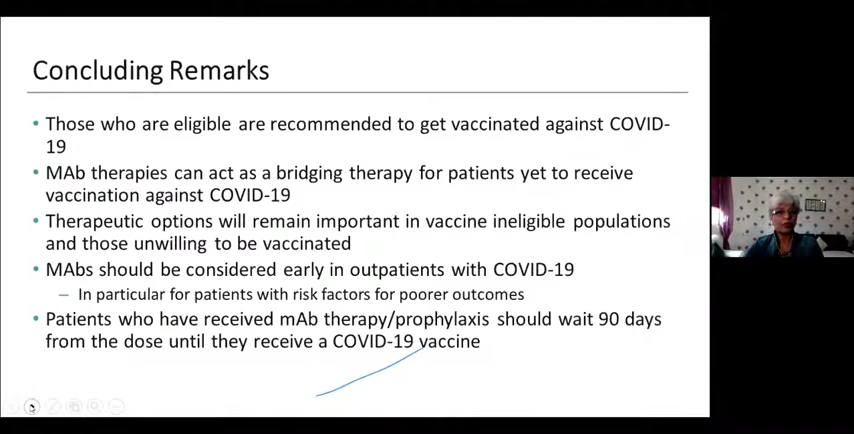 Concluding Remarks
• Those who are eligible are recommended to get vaccinated against COVID-
19
• MAb therapies can act as a bridging therapy for patients yet to receive
vaccination against COVID-19
• Therapeutic options will remain important in vaccine ineligible populations
and those unwilling to be vaccinated
• MAbs should be considered early in outpatients with COVID-19
– In particular for patients with risk factors for poorer outcomes
• Patients who have received mAb therapy/prophylaxis should wait 90 days
from the dose until they receive a COVID-19 vaccine